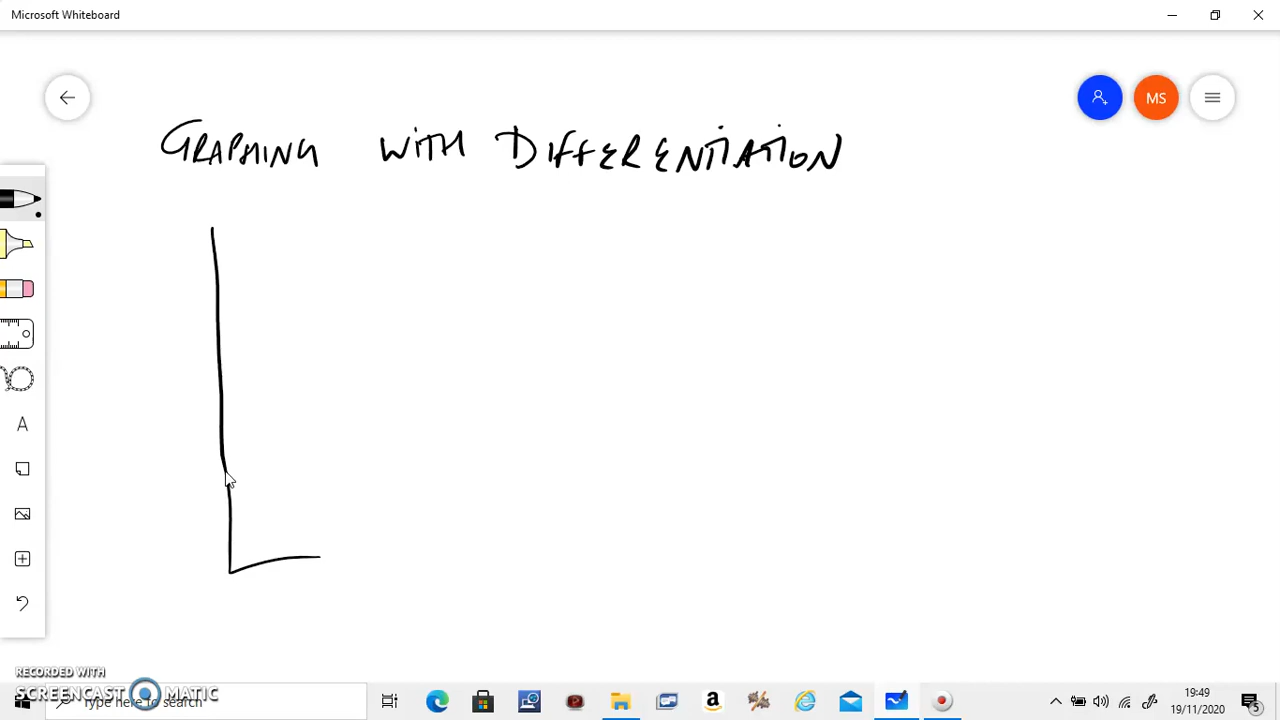 Microsoft Whiteboard
MS
GRAPHING WITH DIFFERENTIATION
A
RECORDED WITH
SCREENCAST MATIC
Type here to search
a
19:49
19/11/2020
5